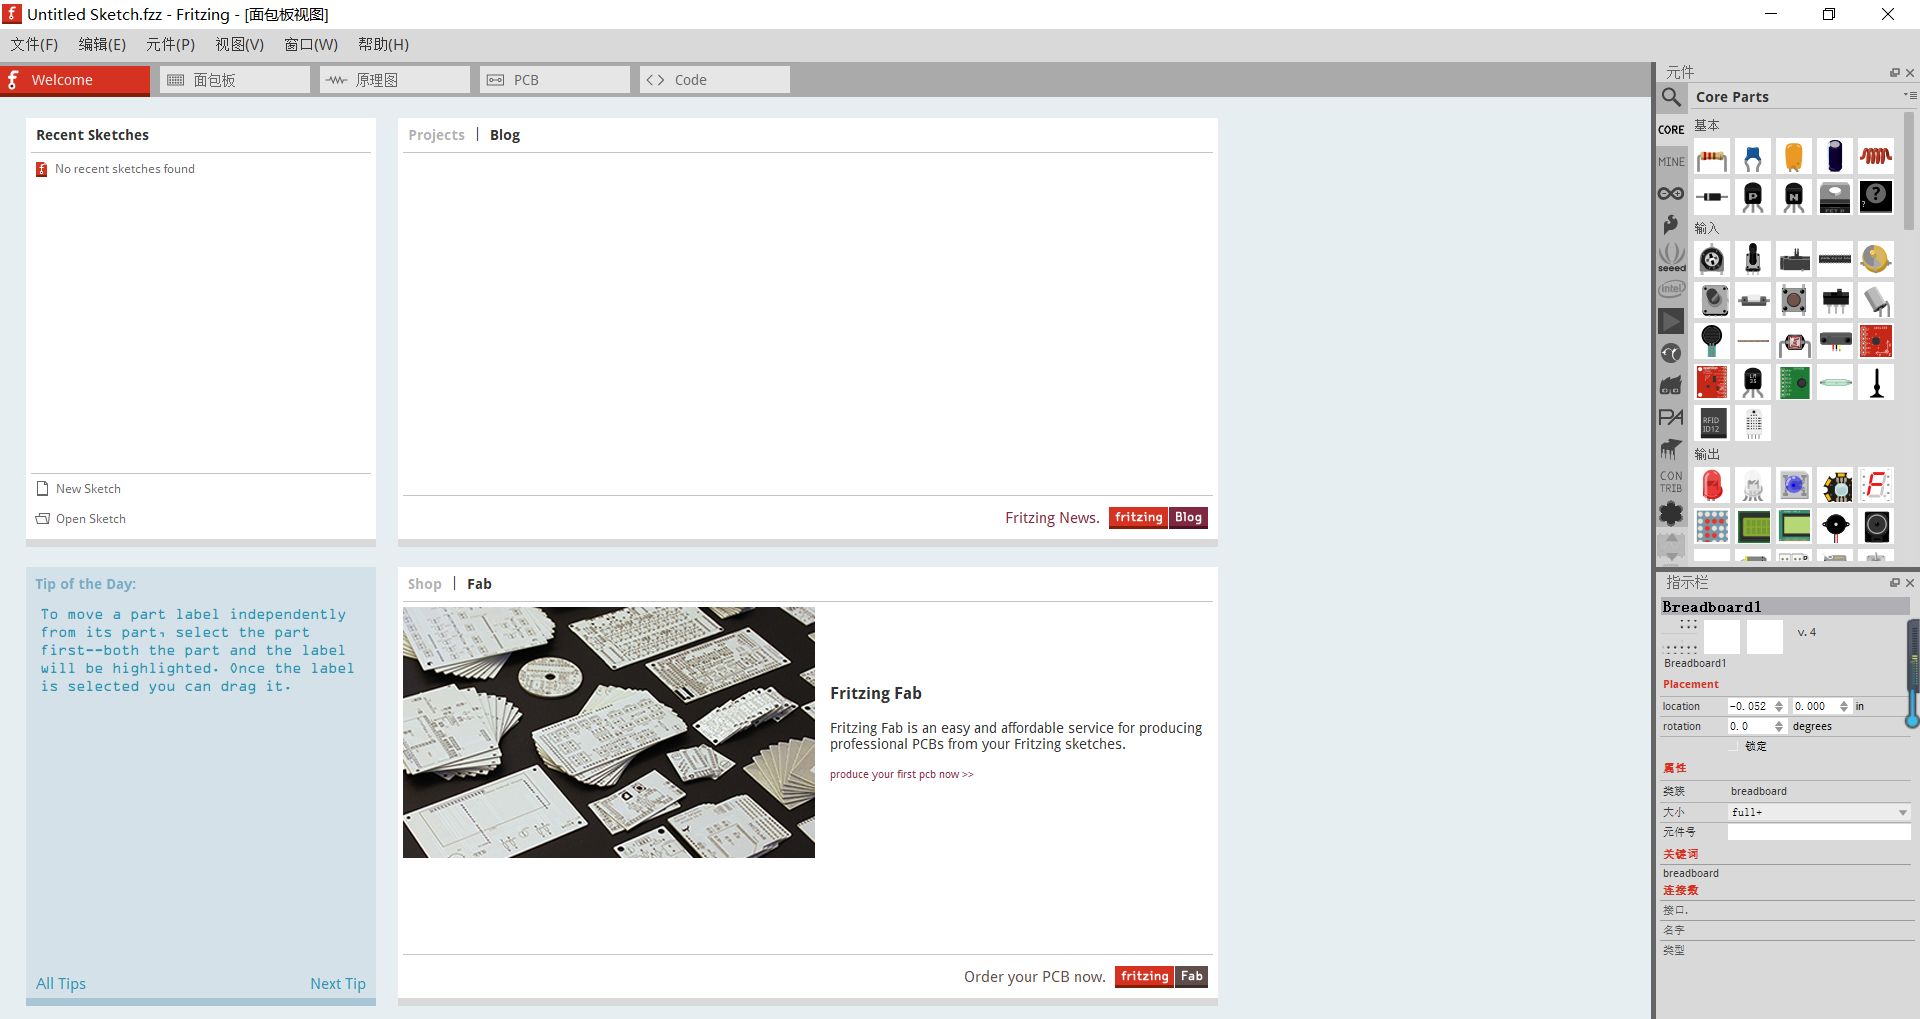 Untitled Sketch.fzz - Fritzing - [面包板视图]
文件(F) 编辑(E) 元件(P) 视图(V) 窗口(W) 帮助(H)
Welcome 面包板 原理图 PCB Code
Recent Sketches
No recent sketches found
New Sketch
Open Sketch
Projects Blog
Fritzing News. fritzing Blog
Tip of the Day:
To move a part label independently
from its part, select the part
first--both the part and the label
will be highlighted. Once the label
is selected you can drag it.
All Tips Next Tip
Shop Fab
Fritzing Fab
Fritzing Fab is an easy and affordable service for producing
professional PCBs from your Fritzing sketches.
produce your first pcb now >>
Order your PCB now. fritzing Fab
元件
Core Parts
CORE
MINE
seeed
intel
PA
CON
TRIB
基本
P
N
?
?
输入
LM
35
RFID
ID12
输出
指示栏
Breadboard1
v. 4
Breadboard1
Placement
location -0.052 0.000 in
rotation 0.0 degrees
锁定
属性
类族 breadboard
大小 full+
元件号
关键词
breadboard
连接数
接口.
名字
类型